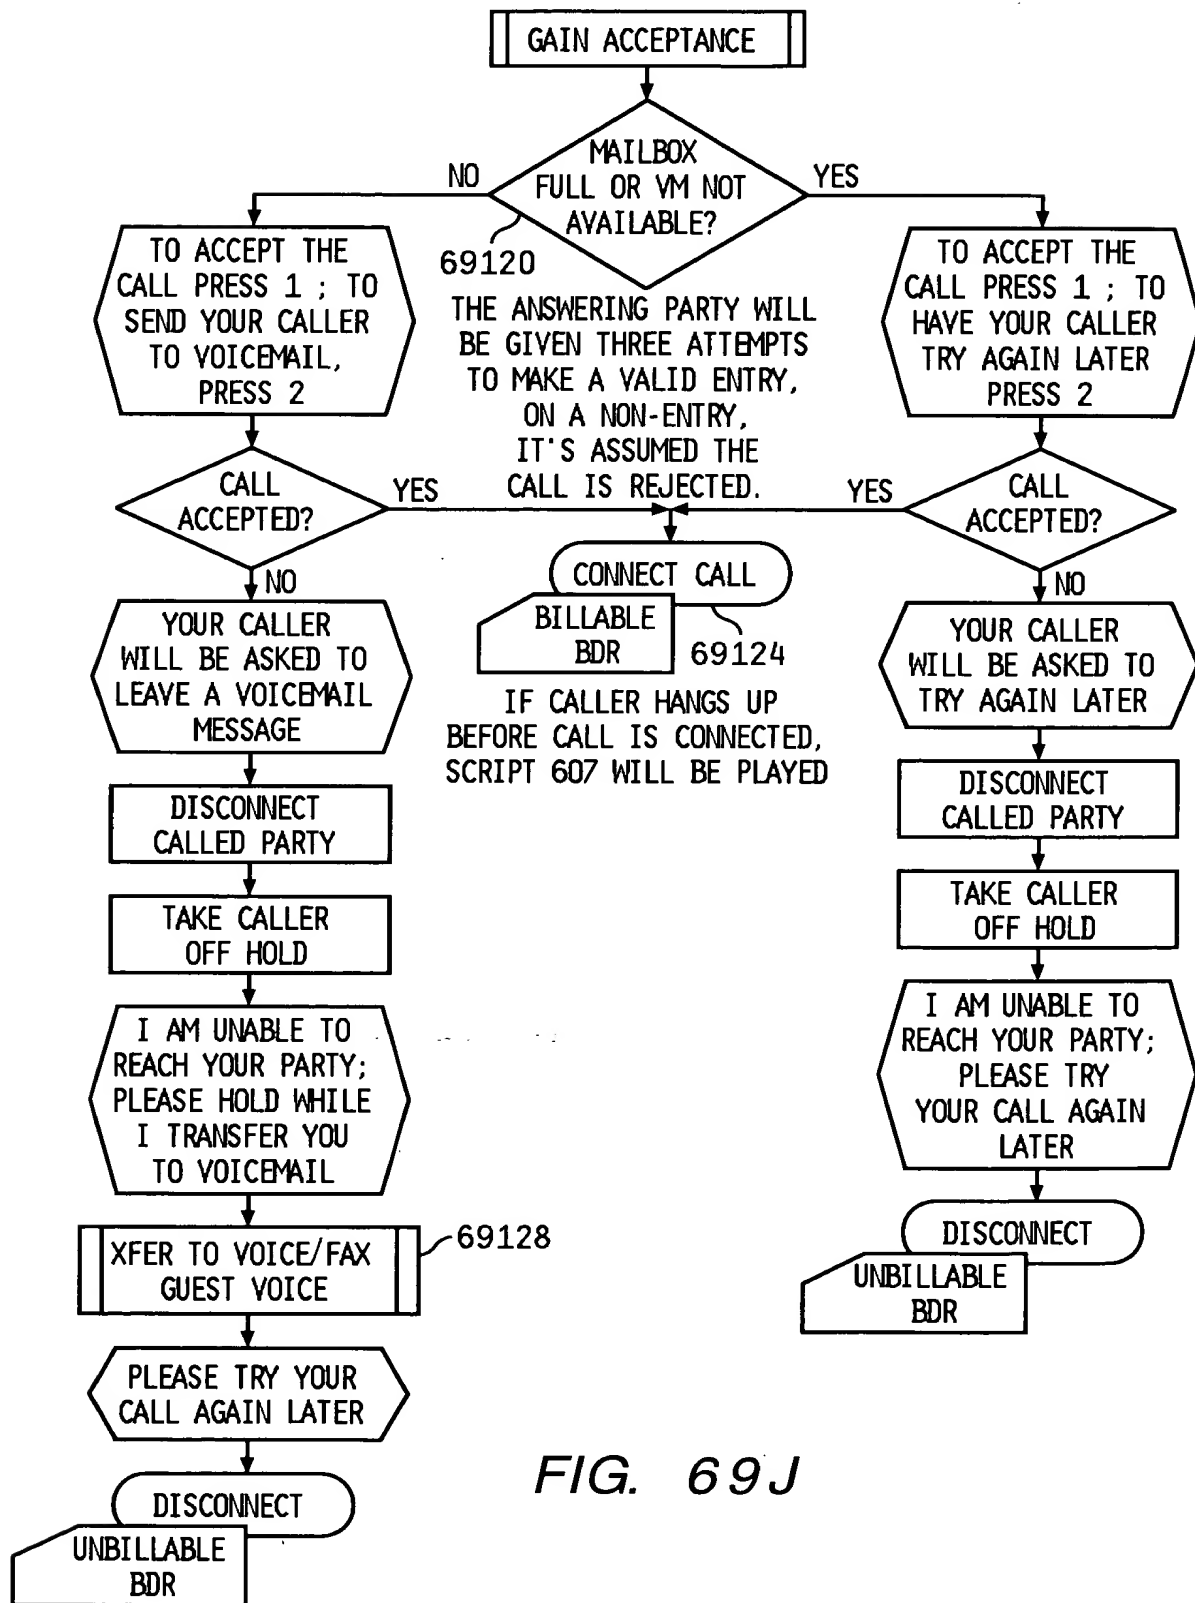 GAIN ACCEPTANCE
MAILBOX
FULL OR VM NOT
AVAILABLE?
NO
YES
69120
TO ACCEPT THE
CALL PRESS 1 ; TO
SEND YOUR CALLER
TO VOICEMAIL,
PRESS 2
THE ANSWERING PARTY WILL
BE GIVEN THREE ATTEMPTS
TO MAKE A VALID ENTRY,
ON A NON-ENTRY,
IT'S ASSUMED THE
CALL IS REJECTED.
TO ACCEPT THE
CALL PRESS 1 ; TO
HAVE YOUR CALLER
TRY AGAIN LATER
PRESS 2
CALL
ACCEPTED?
YES
NO
YES
CALL
ACCEPTED?
NO
CONNECT CALL
BILLABLE
BDR
69124
IF CALLER HANGS UP
BEFORE CALL IS CONNECTED,
SCRIPT 607 WILL BE PLAYED
YOUR CALLER
WILL BE ASKED TO
LEAVE A VOICEMAIL
MESSAGE
DISCONNECT
CALLED PARTY
TAKE CALLER
OFF HOLD
I AM UNABLE TO
REACH YOUR PARTY;
PLEASE HOLD WHILE
I TRANSFER YOU
TO VOICEMAIL
XFER TO VOICE/FAX
GUEST VOICE
69128
PLEASE TRY YOUR
CALL AGAIN LATER
DISCONNECT
UNBILLABLE
BDR
YOUR CALLER
WILL BE ASKED TO
TRY AGAIN LATER
DISCONNECT
CALLED PARTY
TAKE CALLER
OFF HOLD
I AM UNABLE TO
REACH YOUR PARTY;
PLEASE TRY
YOUR CALL AGAIN
LATER
DISCONNECT
UNBILLABLE
BDR
FIG. 69J